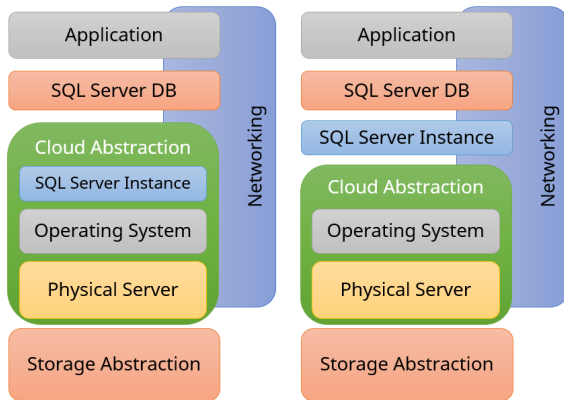 Application
SQL Server DB
Cloud Abstraction
SQL Server Instance
Operating System
Physical Server
Storage Abstraction
Networking
Application
SQL Server DB
SQL Server Instance
Cloud Abstraction
Operating System
Physical Server
Storage Abstraction
Networking